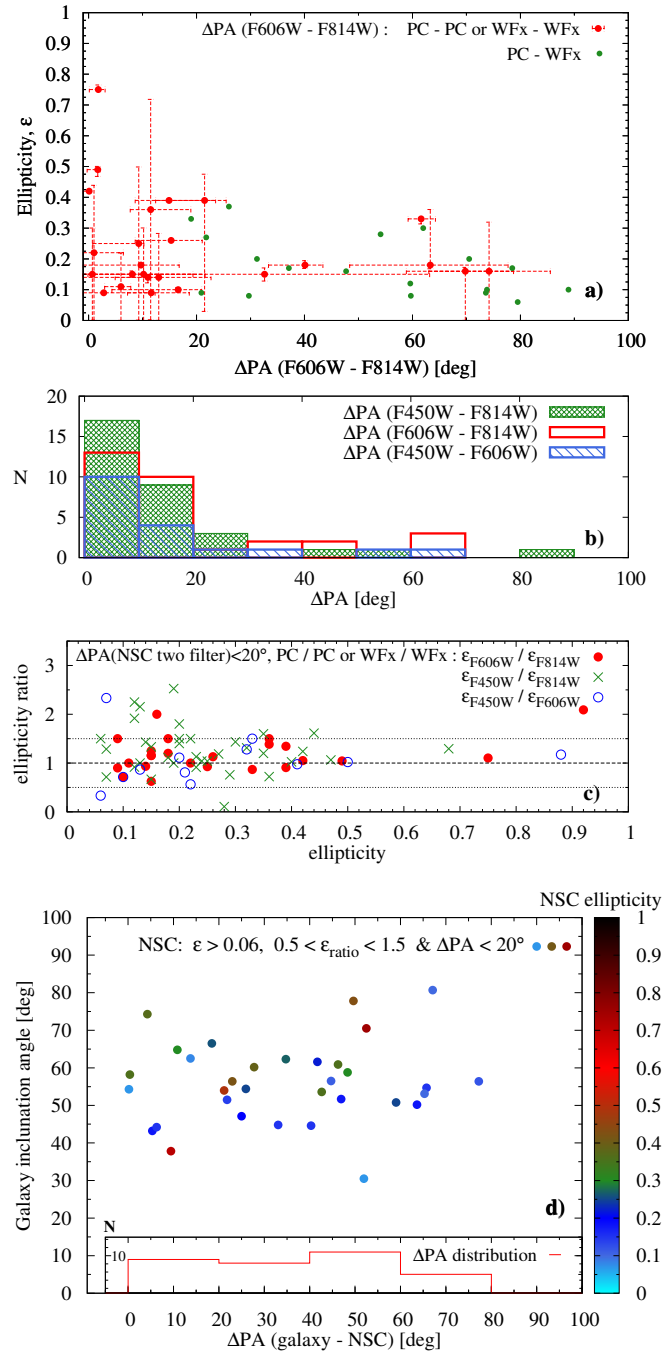 ΔPA (F606W - F814W) : PC - PC or WFx - WFx
PC - WFx
Ellipticity, ε
1
0.9
0.8
0.7
0.6
0.5
0.4
0.3
0.2
0.1
0
a)
0 20 40 60 80 100
ΔPA (F606W - F814W) [deg]
20
15
10
5
0
N
ΔPA (F450W - F814W)
ΔPA (F606W - F814W)
ΔPA (F450W - F606W)
b)
0 20 40 60 80 100
ΔPA [deg]
ΔPA(NSC two filter)<20°, PC / PC or WFx / WFx : ε_F606W / ε_F814W
ε_F450W / ε_F814W
ε_F450W / ε_F606W
ellipticity ratio
3
2
1
0
c)
0 0.1 0.2 0.3 0.4 0.5 0.6 0.7 0.8 0.9 1
ellipticity
NSC ellipticity
NSC: ε > 0.06, 0.5 < ε_ratio < 1.5 & ΔPA < 20°
Galaxy inclunation angle [deg]
100
90
80
70
60
50
40
30
20
10
0
d)
N
10
ΔPA distribution
0 10 20 30 40 50 60 70 80 90 100
ΔPA (galaxy - NSC) [deg]
1
0.9
0.8
0.7
0.6
0.5
0.4
0.3
0.2
0.1
0